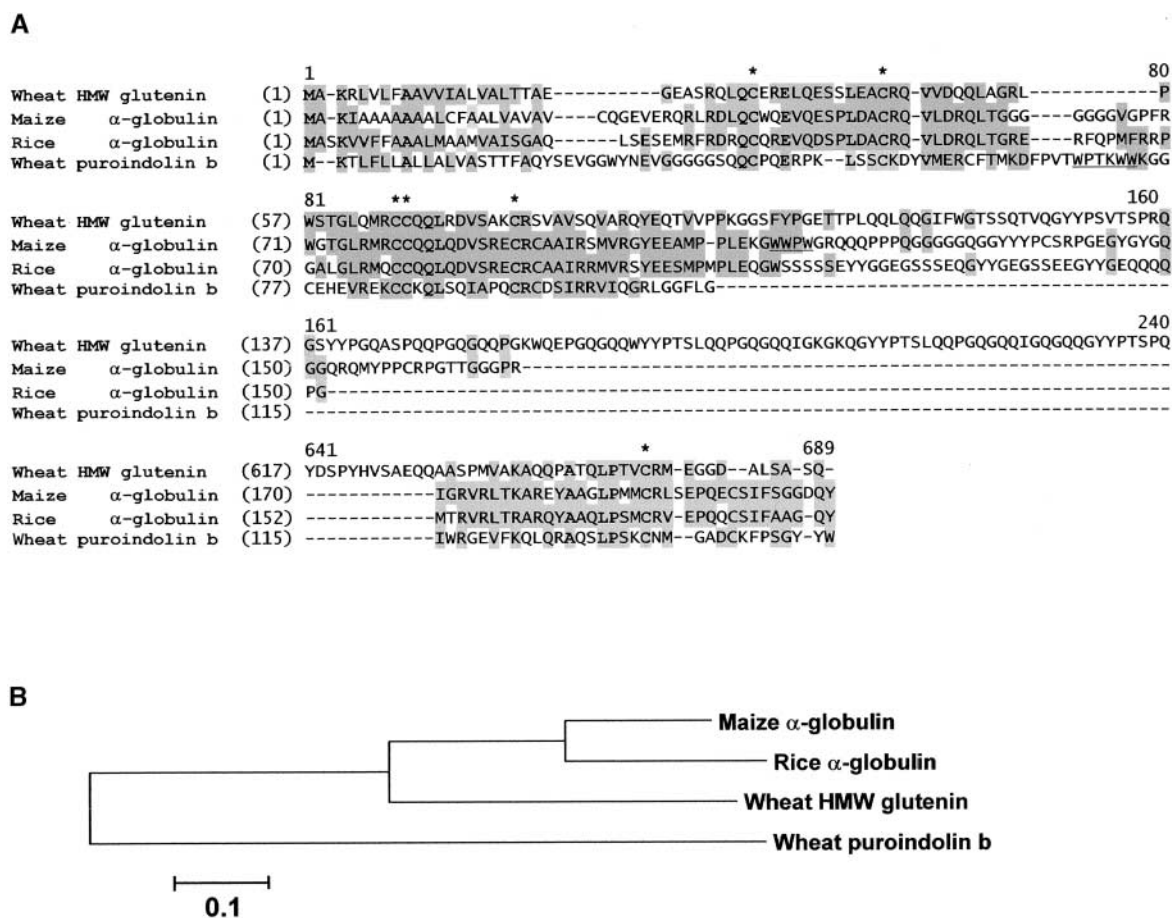 A
1 * * 80
Wheat HMW glutenin (1) MA-KRLVLFAAVVIALVALTTAE----------GEASRQLQCERELQESSLEACRQ-VVDQQLAGRL-----------P
Maize α-globulin (1) MA-KIAAAAAAALCFAALVAVAV----CQGEVERQRLRDLQCWQEVQESPLDACRQ-VLDRQLTGGG----GGGGVGPFR
Rice α-globulin (1) MASKVVFFAAALMAAMVAISGAQ------LSESEMRFRDRQCQREVQDSPLDACRQ-VLDRQLTGRE----RFQPMFRRP
Wheat puroindolin b (1) M--KTLFLLALLALVASTTFAQYSEVGGWYNEVGGGGGSQQCPQERPK--LSSCKDYVMERCFTMKDFPVTWPTKWWKGG
81 ** * 160
Wheat HMW glutenin (57) WSTGLQMRCCQQLRDVSAKCRSVAVSQVARQYEQTVVPPKGGSFYPGETTPLQQLQQGIFWGTSSQTVQGYYPSVTSPRQ
Maize α-globulin (71) WGTGLRMRCCQQLQDVSRECRCAAIRSMVRGYEEAMP-PLEKGWWPWGRQQQPPPQGGGGGQGGYYYPCSRPGEGYGYGQ
Rice α-globulin (70) GALGLRMQCCQQLQDVSRECRCAAIRRMVRSYEESMPMPLEQGWSSSSSEYYGGEGSSSEQGYYGEGSSEEGYYGEQQQQ
Wheat puroindolin b (77) CEHEVREKCCKQLSQIAPQCRCDSIRRVIQGRLGGFLG------------------------------------------
161 240
Wheat HMW glutenin (137) GSYYPGQASPQQPGQGQQPGKWQEPGQGQQWYYPTSLQQPGQGQQIGKGKQGYYPTSLQQPGQGQQIGQGQQGYYPTSPQ
Maize α-globulin (150) GGQRQMYPPCRPGTTGGGPR------------------------------------------------------------
Rice α-globulin (150) PG------------------------------------------------------------------------------
Wheat puroindolin b (115) --------------------------------------------------------------------------------
641 * 689
Wheat HMW glutenin (617) YDSPYHVSAEQQAASPMVAKAQQPATQLPTVCRM-EGGD--ALSA-SQ-
Maize α-globulin (170) ------------IGRVRLTKAREYAAGLPMMCRLSEPQECSIFSGGDQY
Rice α-globulin (152) ------------MTRVRLTRARQYAAQLPSMCRV-EPQQCSIFAAG-QY
Wheat puroindolin b (115) ------------IWRGEVFKQLQRAQSLPSKCNM--GADCKFPSGY-YW
B
Maize α-globulin
Rice α-globulin
Wheat HMW glutenin
Wheat puroindolin b
0.1